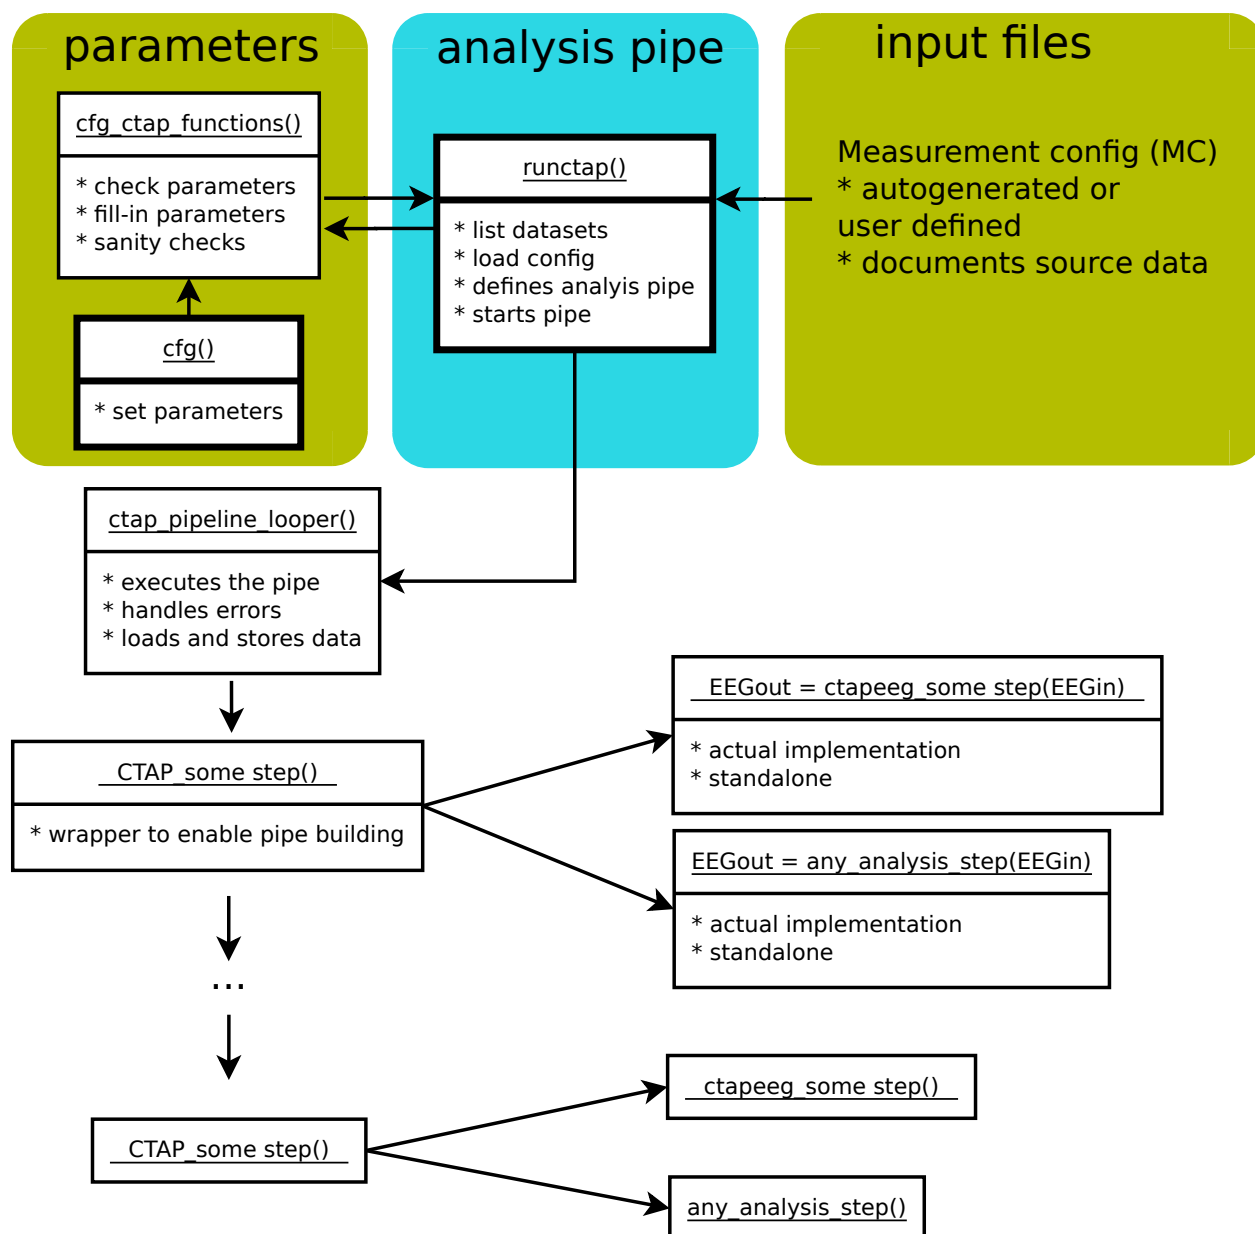 parameters
cfg_ctap_functions()
* check parameters
* fill-in parameters
* sanity checks
cfg()
* set parameters
analysis pipe
runctap()
* list datasets
* load config
* defines analyis pipe
* starts pipe
input files
Measurement config (MC)
* autogenerated or
user defined
* documents source data
ctap_pipeline_looper()
* executes the pipe
* handles errors
* loads and stores data
CTAP_some step()
* wrapper to enable pipe building
EEGout = ctapeeg_some step(EEGin)
* actual implementation
* standalone
EEGout = any_analysis_step(EEGin)
* actual implementation
* standalone
...
CTAP_some step()
ctapeeg_some step()
any_analysis_step()